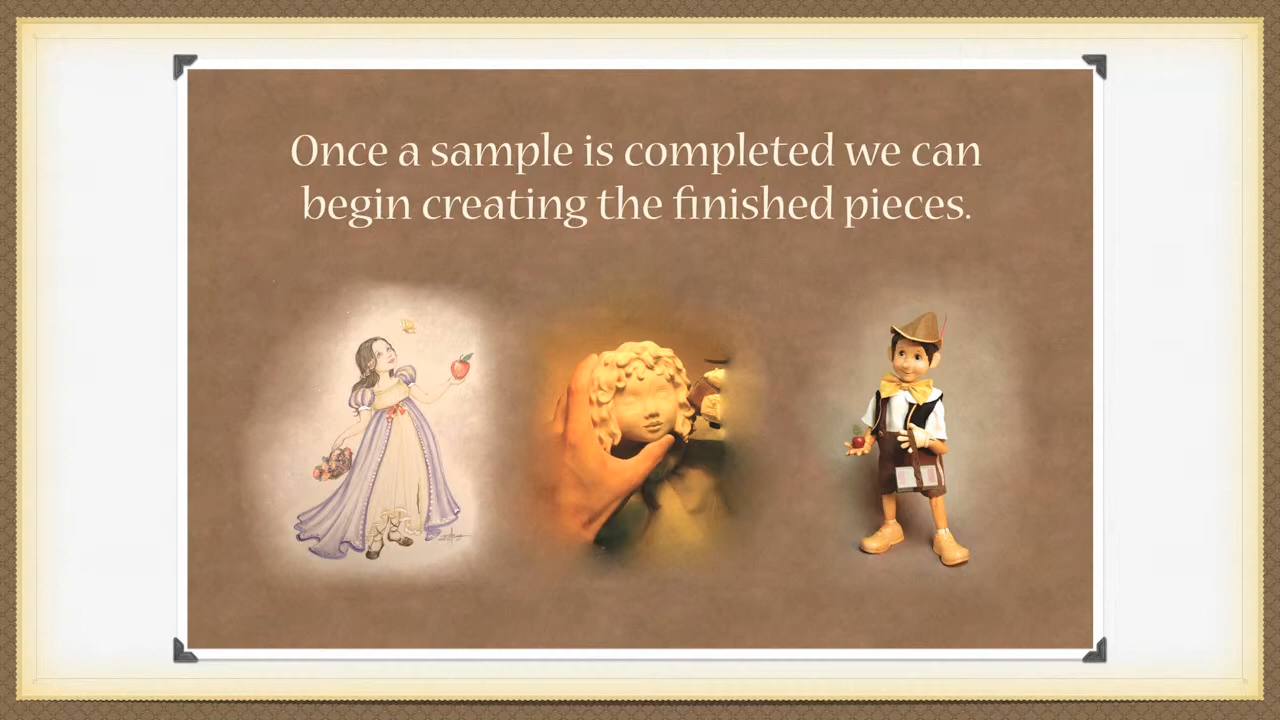 Once a sample is completed we can
begin creating the finished pieces.